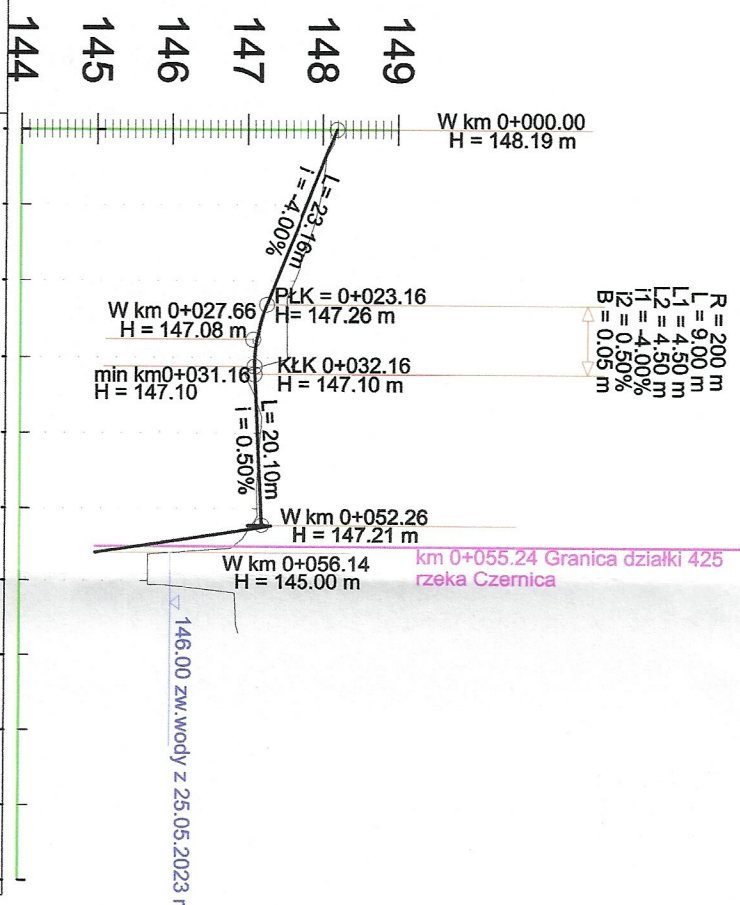 144
145
146
147
148
149
W km 0+000.00
H = 148.19 m
L= 23.16m
i = -4.00%
PŁK = 0+023.16
H= 147.26 m
W km 0+027.66
H = 147.08 m
min km0+031.16
H = 147.10
KŁK 0+032.16
H = 147.10 m
R = 200 m
L = 9.00 m
L1 = 4.50 m
L2 = 4.50 m
i1 = -4.00%
i2 = 0.50%
B = 0.05 m
L= 20.10m
i = 0.50%
W km 0+052.26
H = 147.21 m
W km 0+056.14
H = 145.00 m
km 0+055.24 Granica działki 425
rzeka Czernica
146.00 zw.wody z 25.05.2023 r